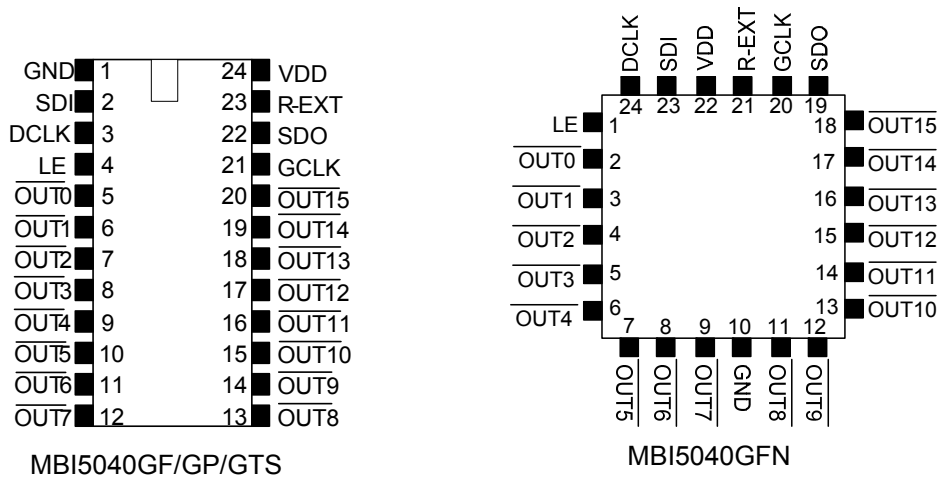 GND 1 24 VDD
SDI 2 23 R-EXT
DCLK 3 22 SDO
LE 4 21 GCLK
OUT0 5 20 OUT15
OUT1 6 19 OUT14
OUT2 7 18 OUT13
OUT3 8 17 OUT12
OUT4 9 16 OUT11
OUT5 10 15 OUT10
OUT6 11 14 OUT9
OUT7 12 13 OUT8
MBI5040GF/GP/GTS
DCLK SDI VDD R-EXT GCLK SDO
24 23 22 21 20 19
LE 1 18 OUT15
OUT0 2 17 OUT14
OUT1 3 16 OUT13
OUT2 4 15 OUT12
OUT3 5 14 OUT11
OUT4 6 13 OUT10
7 8 9 10 11 12
OUT5 OUT6 OUT7 GND OUT8 OUT9
MBI5040GFN